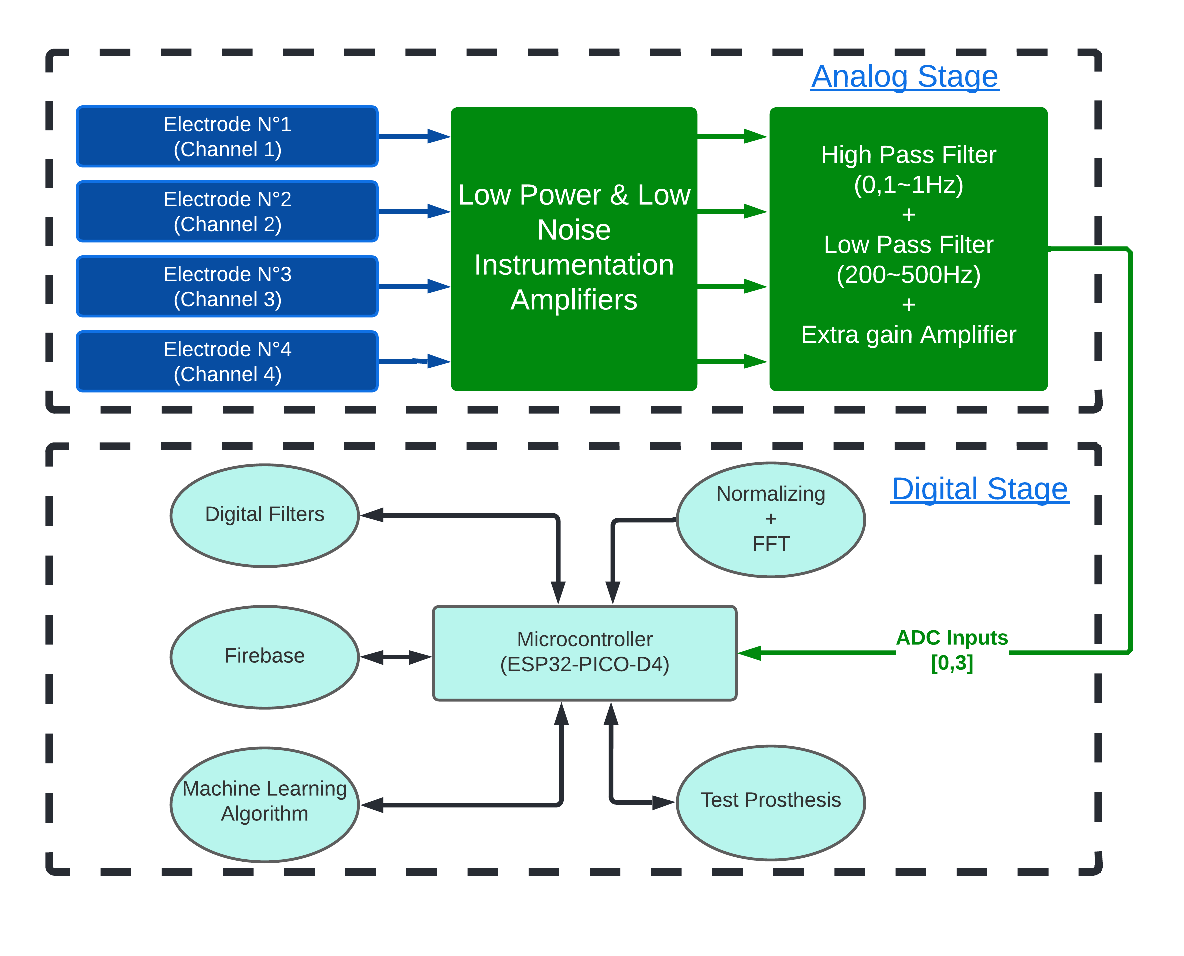 Analog Stage
Electrode N°1
(Channel 1)
Electrode N°2
(Channel 2)
Electrode N°3
(Channel 3)
Electrode N°4
(Channel 4)
Low Power & Low
Noise
Instrumentation
Amplifiers
High Pass Filter
(0,1~1Hz)
+
Low Pass Filter
(200~500Hz)
+
Extra gain Amplifier
Digital Stage
Digital Filters
Normalizing
+
FFT
Firebase
Microcontroller
(ESP32-PICO-D4)
ADC Inputs
[0,3]
Machine Learning
Algorithm
Test Prosthesis